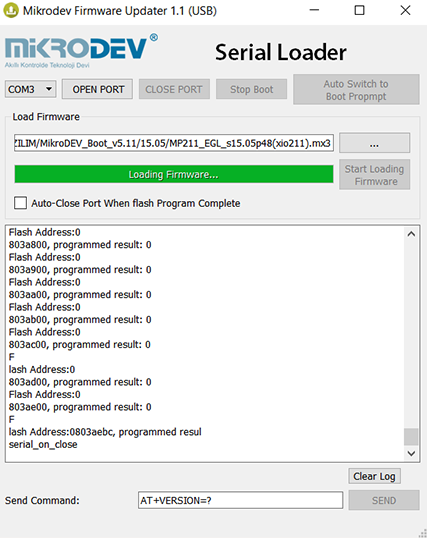 Mikrodev Firmware Updater 1.1 (USB)
MiKRODEV®
Akıllı Kontrolde Teknoloji Devi
Serial Loader
COM3
OPEN PORT
CLOSE PORT
Stop Boot
Auto Switch to
Boot Propmpt
Load Firmware
ZILIM/MikroDEV_Boot_v5.11/15.05/MP211_EGL_s15.05p48(xio211).mx3
...
Loading Firmware...
Start Loading
Firmware
Auto-Close Port When flash Program Complete
Flash Address:0
803a800, programmed result: 0
Flash Address:0
803a900, programmed result: 0
Flash Address:0
803aa00, programmed result: 0
Flash Address:0
803ab00, programmed result: 0
Flash Address:0
803ac00, programmed result: 0
F
lash Address:0
803ad00, programmed result: 0
Flash Address:0
803ae00, programmed result: 0
F
lash Address:0803aebc, programmed resul
serial_on_close
Clear Log
Send Command:
AT+VERSION=?
SEND